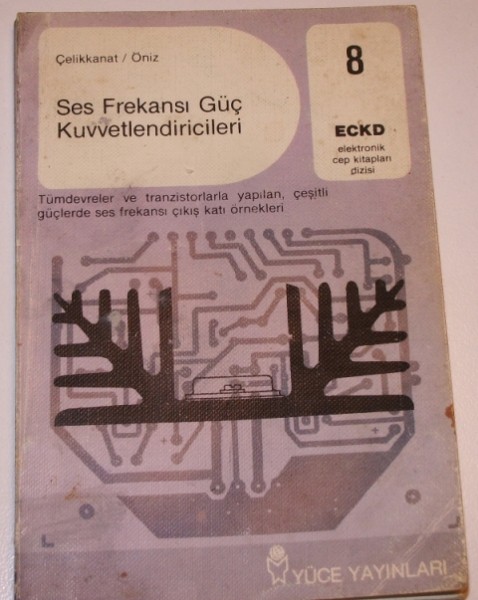 Çelikkanat / Öniz
Ses Frekansı Güç
Kuvvetlendiricileri
8
ECKD
elektronik
cep kitapları
dizisi
Tümdevreler ve tranzistorlarla yapılan, çeşitli
güçlerde ses frekansı çıkış katı örnekleri
YÜCE YAYINLARI